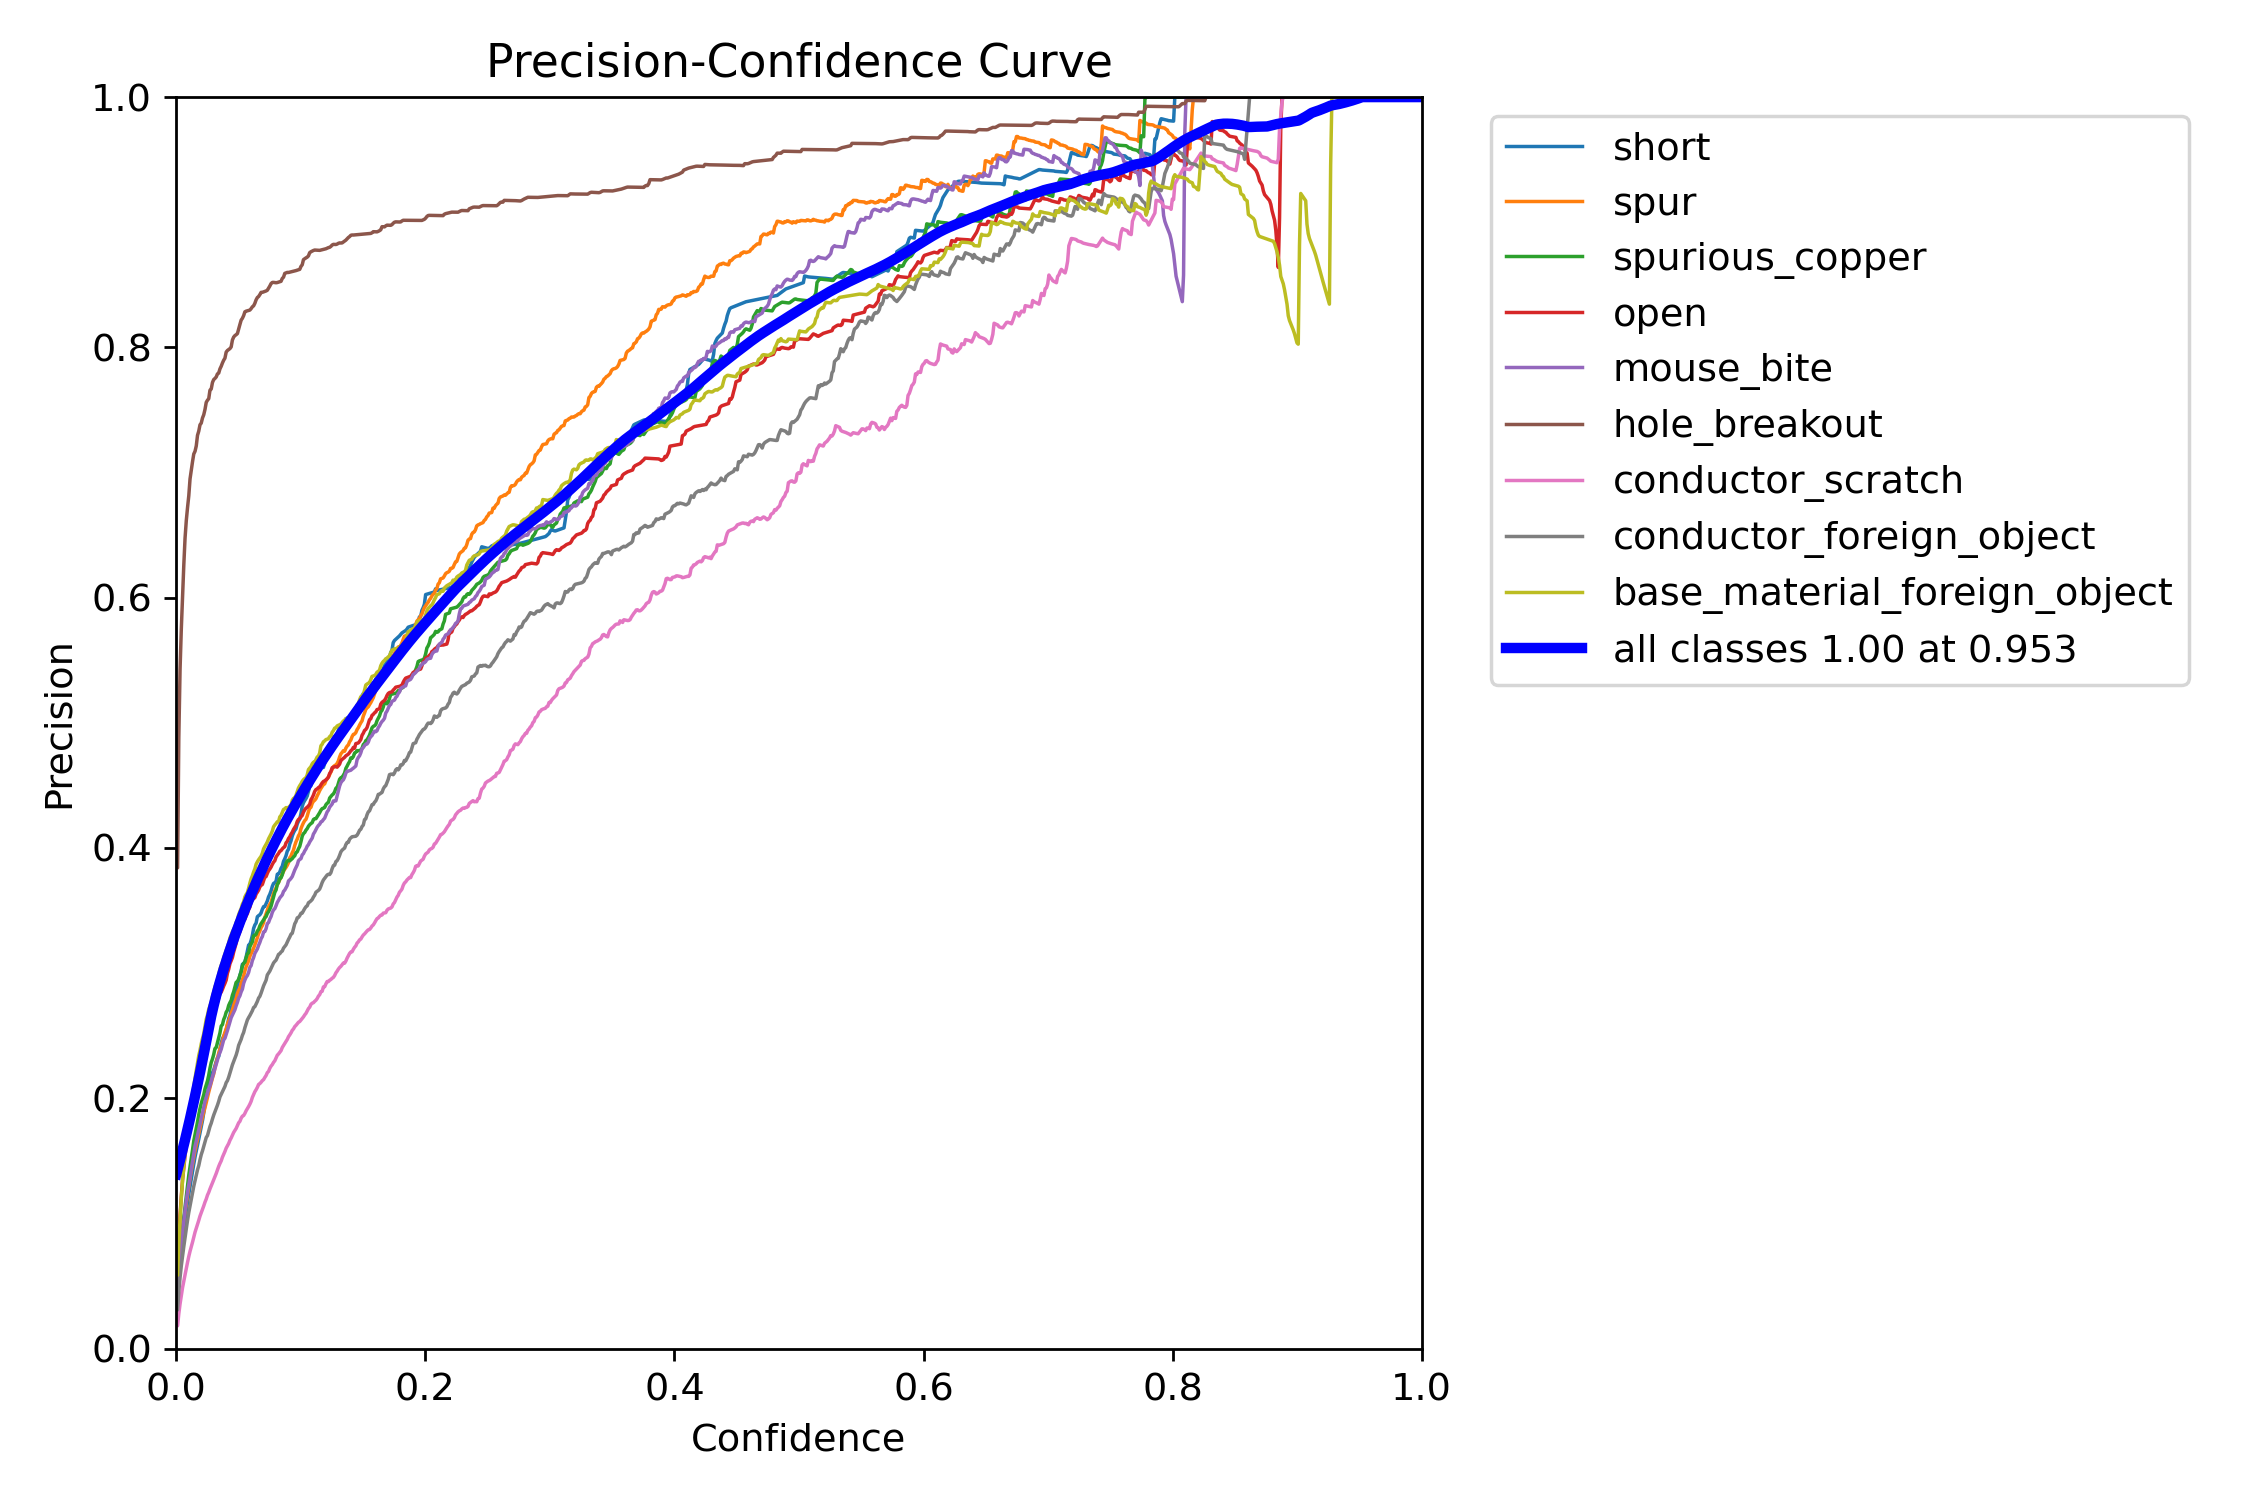 Precision-Confidence Curve
1.0
0.8
0.6
0.4
0.2
0.0
Precision
0.0 0.2 0.4 0.6 0.8 1.0
Confidence
short
spur
spurious_copper
open
mouse_bite
hole_breakout
conductor_scratch
conductor_foreign_object
base_material_foreign_object
all classes 1.00 at 0.953